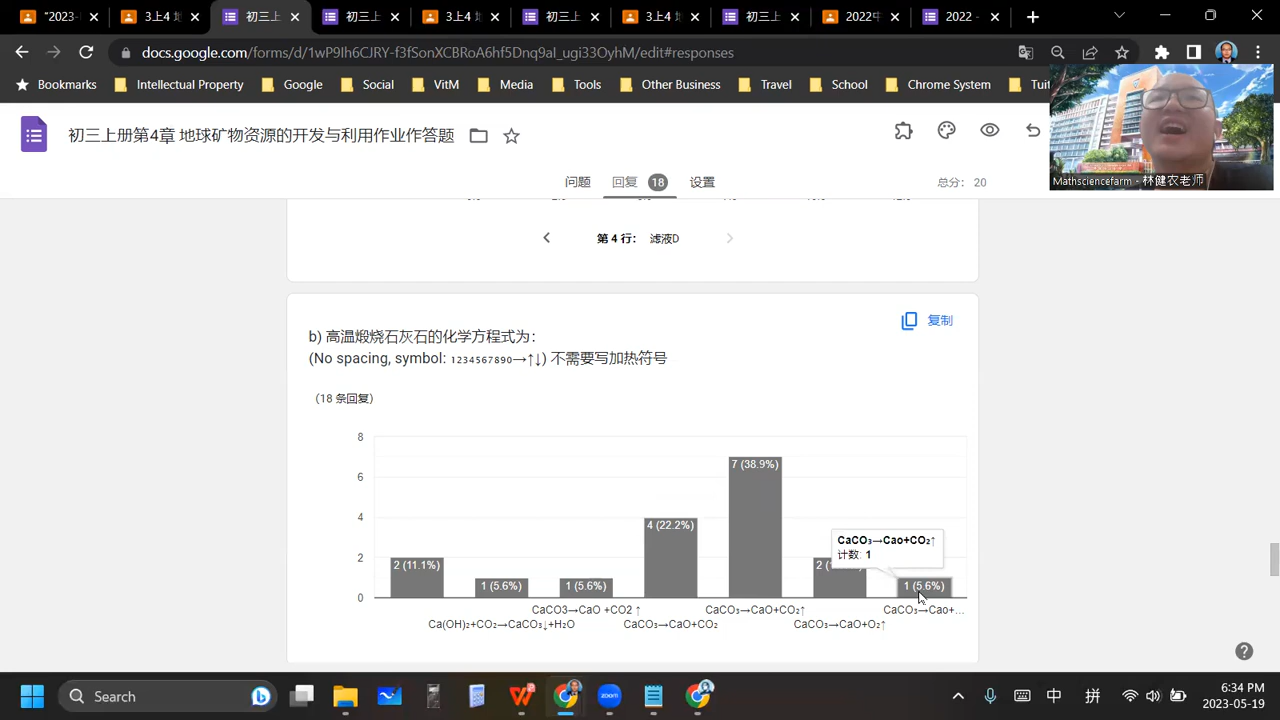 "2023-
3上4 地
初三上
初三上
3上4 地
初三上
3上4 地
初三上
2022中
2022 -
docs.google.com/forms/d/1wP9Ih6CJRY-f3fSonXCBRoA6hf5Dnq9al_ugi33OyhM/edit#responses
Bookmarks
Intellectual Property
Google
Social
VitM
Media
Tools
Other Business
Travel
School
Chrome System
Tuit
初三上册第4章 地球矿物资源的开发与利用作业作答题
Mathsciencefarm - 林健农老师
问题
回复 18
设置
总分: 20
第 4 行: 滤液D
b) 高温煅烧石灰石的化学方程式为:
复制
(No spacing, symbol: ₁₂₃₄₅₆₇₈₉₀→↑↓) 不需要写加热符号
(18 条回复)
8
6
4
2
0
2 (11.1%)
1 (5.6%)
1 (5.6%)
4 (22.2%)
7 (38.9%)
CaCO₃→Cao+CO₂↑
计数: 1
1 (5.6%)
CaCO3→CaO +CO2 ↑
CaCO₃→CaO+CO₂↑
CaCO₃→Cao+...
Ca(OH)₂+CO₂→CaCO₃↓+H₂O
CaCO₃→CaO+CO₂
CaCO₃→CaO+O₂↑
Search
zoom
中
拼
6:34 PM
2023-05-19